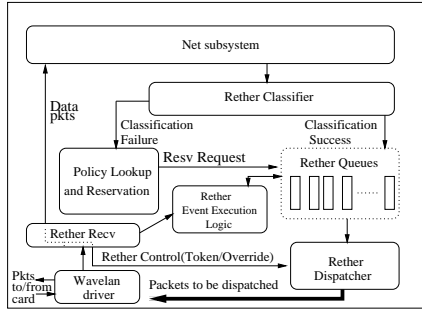 Net subsystem
Data
pkts
Rether Classifier
Classification
Failure
Classification
Success
Policy Lookup
and Reservation
Resv Request
Rether Queues
Rether
Event Execution
Logic
Rether Recv
Rether Control(Token/Override)
Rether
Dispatcher
Pkts
to/from
card
Wavelan
driver
Packets to be dispatched